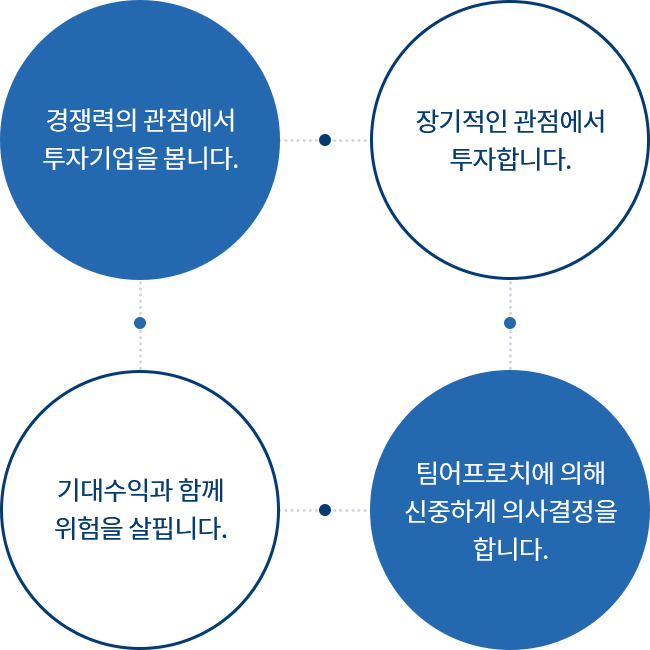 경쟁력의 관점에서
투자기업을 봅니다.
장기적인 관점에서
투자합니다.
기대수익과 함께
위험을 살핍니다.
팀어프로치에 의해
신중하게 의사결정을
합니다.